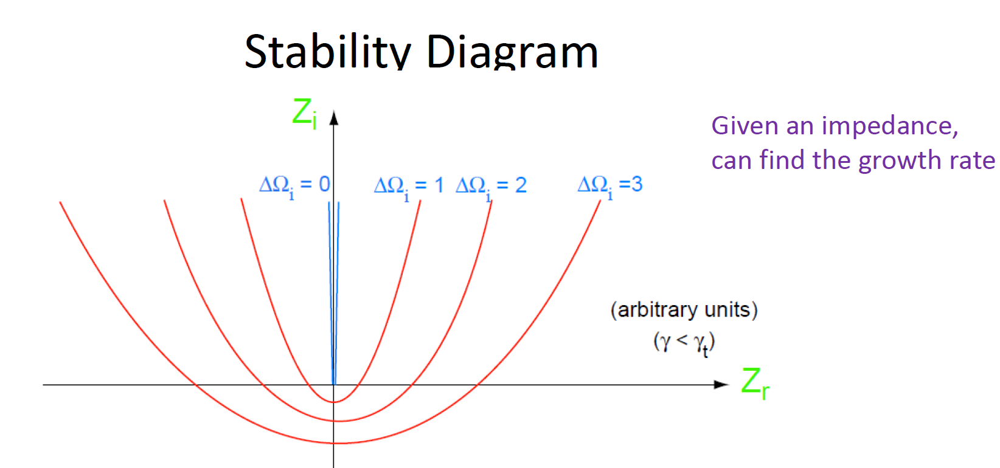 Stability Diagram
Zi
Given an impedance,
can find the growth rate
ΔΩi = 0
ΔΩi = 1
ΔΩi = 2
ΔΩi =3
(arbitrary units)
(γ < γt)
Zr